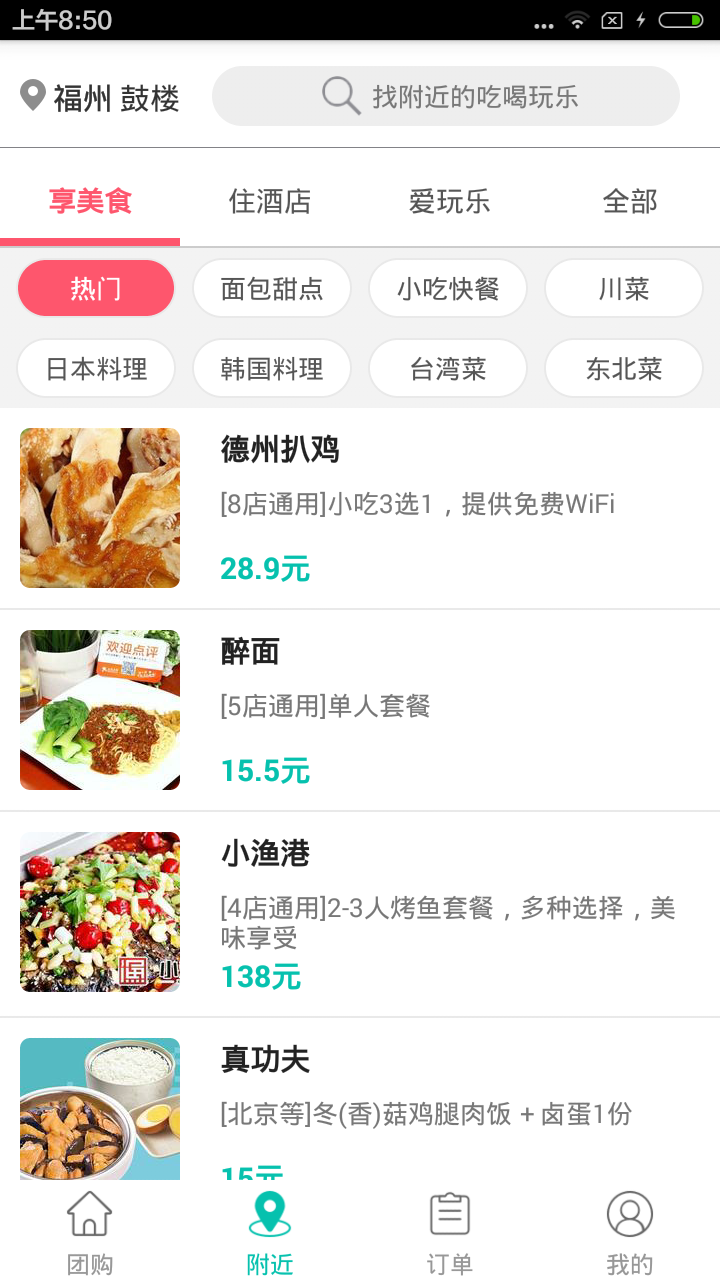 上午8:50
福州 鼓楼
找附近的吃喝玩乐
享美食 住酒店 爱玩乐 全部
热门 面包甜点 小吃快餐 川菜
日本料理 韩国料理 台湾菜 东北菜
德州扒鸡
[8店通用]小吃3选1，提供免费WiFi
28.9元
欢迎点评
醉面
[5店通用]单人套餐
15.5元
小渔港
[4店通用]2-3人烤鱼套餐，多种选择，美
味享受
138元
真功夫
[北京等]冬(香)菇鸡腿肉饭 + 卤蛋1份
15元
团购 附近 订单 我的